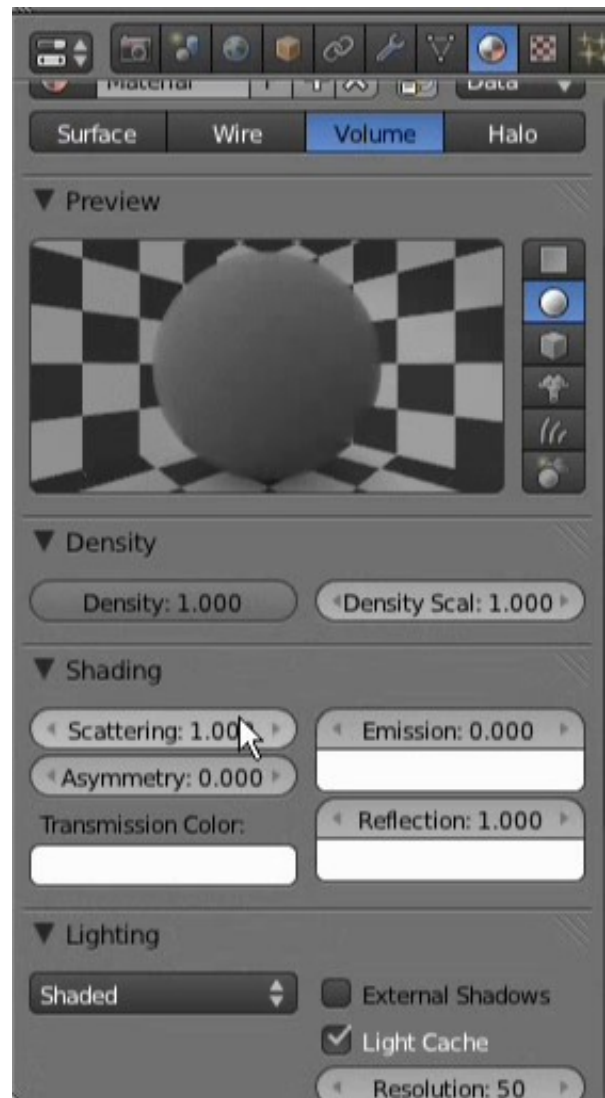 Material
Data
Surface Wire Volume Halo
Preview
Density
Density: 1.000 Density Scal: 1.000
Shading
Scattering: 1.000 Emission: 0.000
Asymmetry: 0.000
Transmission Color: Reflection: 1.000
Lighting
Shaded External Shadows
Light Cache
Resolution: 50